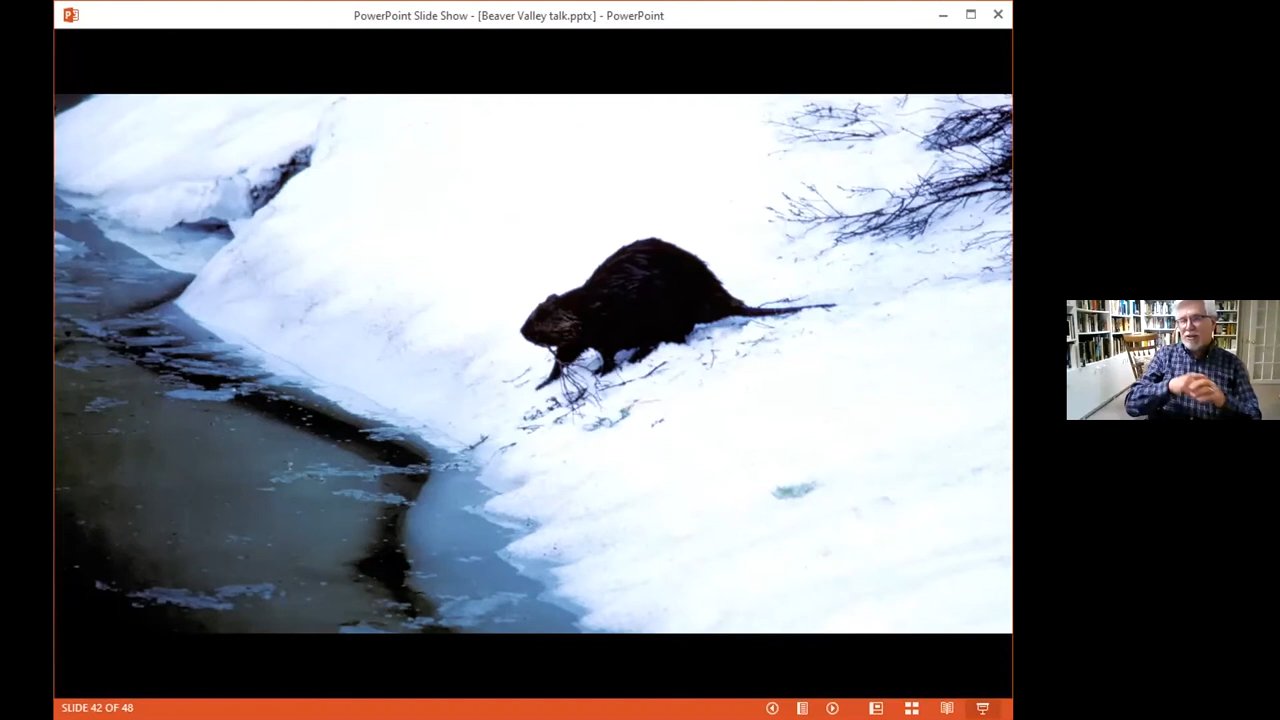 PowerPoint Slide Show - [Beaver Valley talk.pptx] - PowerPoint
SLIDE 42 OF 48